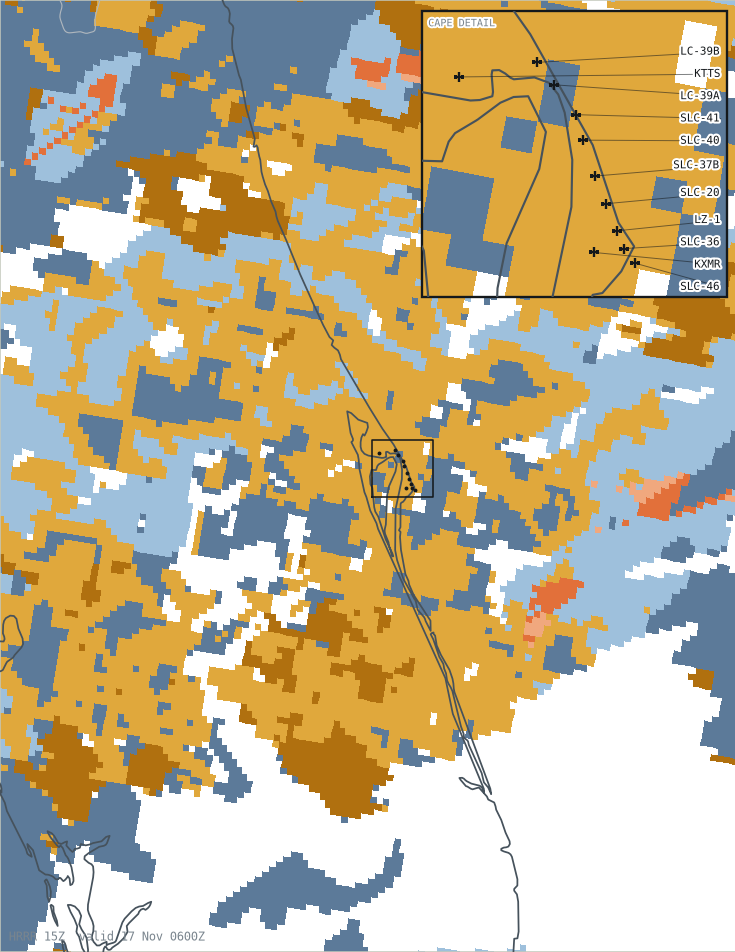 CAPE DETAIL
LC-39B
KTTS
LC-39A
SLC-41
SLC-40
SLC-37B
SLC-20
LZ-1
SLC-36
KXMR
SLC-46
HRRR 15Z valid 17 Nov 0600Z